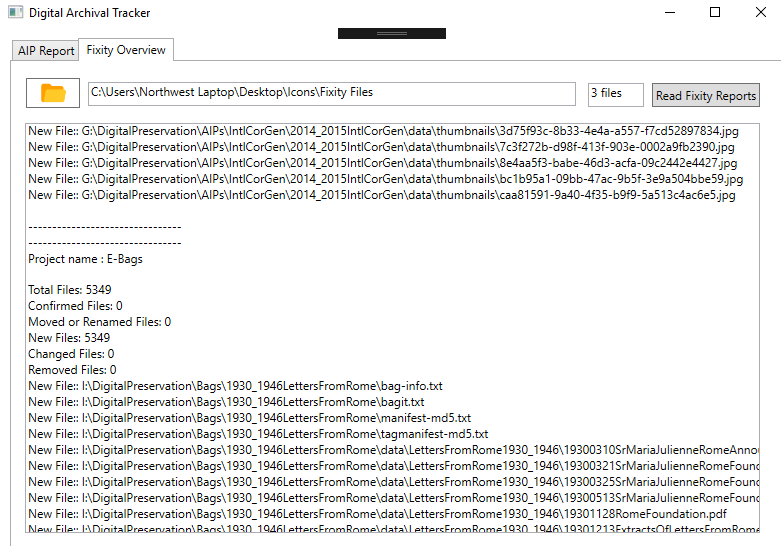 Digital Archival Tracker
AIP Report
Fixity Overview
C:\Users\Northwest Laptop\Desktop\Icons\Fixity Files
3 files
Read Fixity Reports
New File:: G:\DigitalPreservation\AIPs\IntlCorGen\2014_2015IntlCorGen\data\thumbnails\3d75f93c-8b33-4e4a-a557-f7cd52897834.jpg
New File:: G:\DigitalPreservation\AIPs\IntlCorGen\2014_2015IntlCorGen\data\thumbnails\7c3f272b-d98f-413f-903e-0002a9fb2390.jpg
New File:: G:\DigitalPreservation\AIPs\IntlCorGen\2014_2015IntlCorGen\data\thumbnails\8e4aa5f3-babe-46d3-acfa-09c2442e4427.jpg
New File:: G:\DigitalPreservation\AIPs\IntlCorGen\2014_2015IntlCorGen\data\thumbnails\bc1b95a1-09bb-47ac-9b5f-3e9a504bbe59.jpg
New File:: G:\DigitalPreservation\AIPs\IntlCorGen\2014_2015IntlCorGen\data\thumbnails\caa81591-9a40-4f35-b9f9-5a513c4ac6e5.jpg
--------------------------------
--------------------------------
Project name : E-Bags
Total Files: 5349
Confirmed Files: 0
Moved or Renamed Files: 0
New Files: 5349
Changed Files: 0
Removed Files: 0
New File:: I:\DigitalPreservation\Bags\1930_1946LettersFromRome\bag-info.txt
New File:: I:\DigitalPreservation\Bags\1930_1946LettersFromRome\bagit.txt
New File:: I:\DigitalPreservation\Bags\1930_1946LettersFromRome\manifest-md5.txt
New File:: I:\DigitalPreservation\Bags\1930_1946LettersFromRome\tagmanifest-md5.txt
New File:: I:\DigitalPreservation\Bags\1930_1946LettersFromRome\data\LettersFromRome1930_1946\19300310SrMariaJulienneRomeAnnou
New File:: I:\DigitalPreservation\Bags\1930_1946LettersFromRome\data\LettersFromRome1930_1946\19300321SrMariaJulienneRomeFound
New File:: I:\DigitalPreservation\Bags\1930_1946LettersFromRome\data\LettersFromRome1930_1946\19300325SrMariaJulienneRomeFound
New File:: I:\DigitalPreservation\Bags\1930_1946LettersFromRome\data\LettersFromRome1930_1946\19300513SrMariaJulienneRomeFound
New File:: I:\DigitalPreservation\Bags\1930_1946LettersFromRome\data\LettersFromRome1930_1946\19301128RomeFoundation.pdf
New File:: I:\DigitalPreservation\Bags\1930_1946LettersFromRome\data\LettersFromRome1930_1946\19301213ExtractsOfLettersFromRome